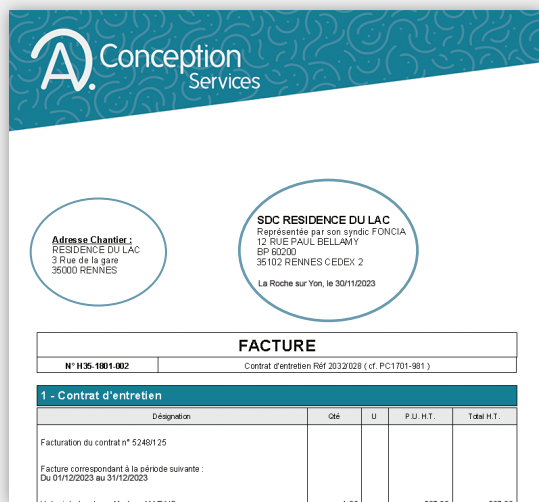 A. Conception
Services
Adresse Chantier :
RESIDENCE DU LAC
3 Rue de la gare
35000 RENNES
SDC RESIDENCE DU LAC
Représentée par son syndic FONCIA
12 RUE PAUL BELLAMY
BP 60200
35102 RENNES CEDEX 2
La Roche sur Yon, le 30/11/2023
FACTURE
N° H35-1801-002 Contrat d'entretien Réf 2032/028 ( cf. PC1701-981 )
1 - Contrat d'entretien
Désignation Qté U P.U. H.T. Total H.T.
Facturation du contrat n° 5248/125
Facture correspondant à la période suivante :
Du 01/12/2023 au 31/12/2023